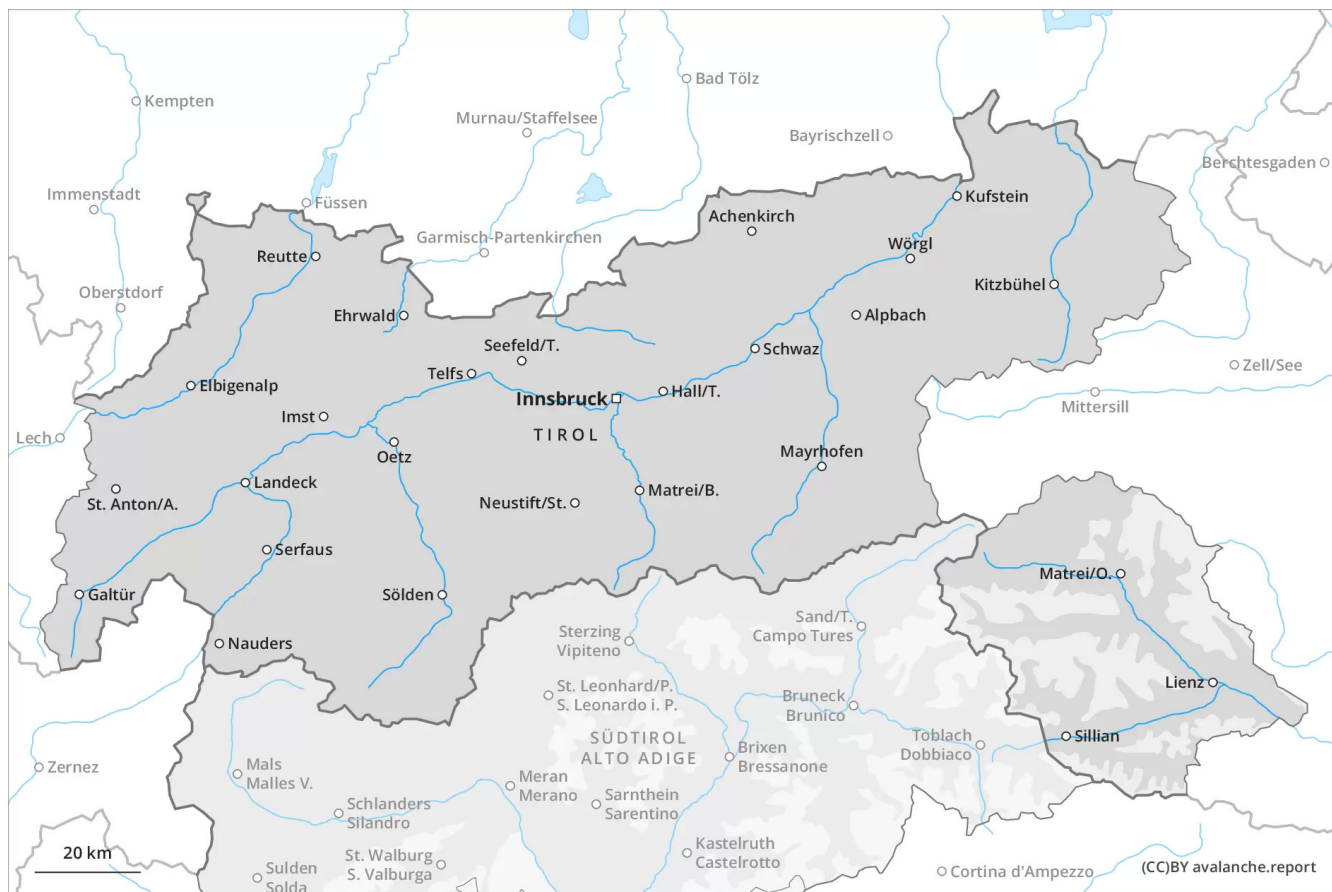 Kempten
Bad Tölz
Murnau/Staffelsee
Bayrischzell
Berchtesgaden
Immenstadt
Füssen
Kufstein
Achenkirch
Garmisch-Partenkirchen
Wörgl
Reutte
Kitzbühel
Oberstdorf
Ehrwald
Alpbach
Seefeld/T.
Schwaz
Zell/See
Telfs
Elbigenalp
Hall/T.
Innsbruck
Mittersill
Imst
TIROL
Lech
Oetz
Mayrhofen
Landeck
Matrei/B.
St. Anton/A.
Neustift/St.
Serfaus
Matrei/O.
Galtür
Sölden
Sand/T.
Campo Tures
Sterzing
Vipiteno
Nauders
Lienz
St. Leonhard/P.
S. Leonardo i. P.
Bruneck
Brunico
SÜDTIROL
ALTO ADIGE
Toblach
Dobbiaco
Sillian
Brixen
Bressanone
Zernez
Mals
Malles V.
Meran
Merano
Sarnthein
Sarentino
Schlanders
Silandro
Kastelruth
Castelrotto
20 km
St. Walburg
S. Valburga
Sulden
Solda
Cortina d'Ampezzo
(CC)BY avalanche.report